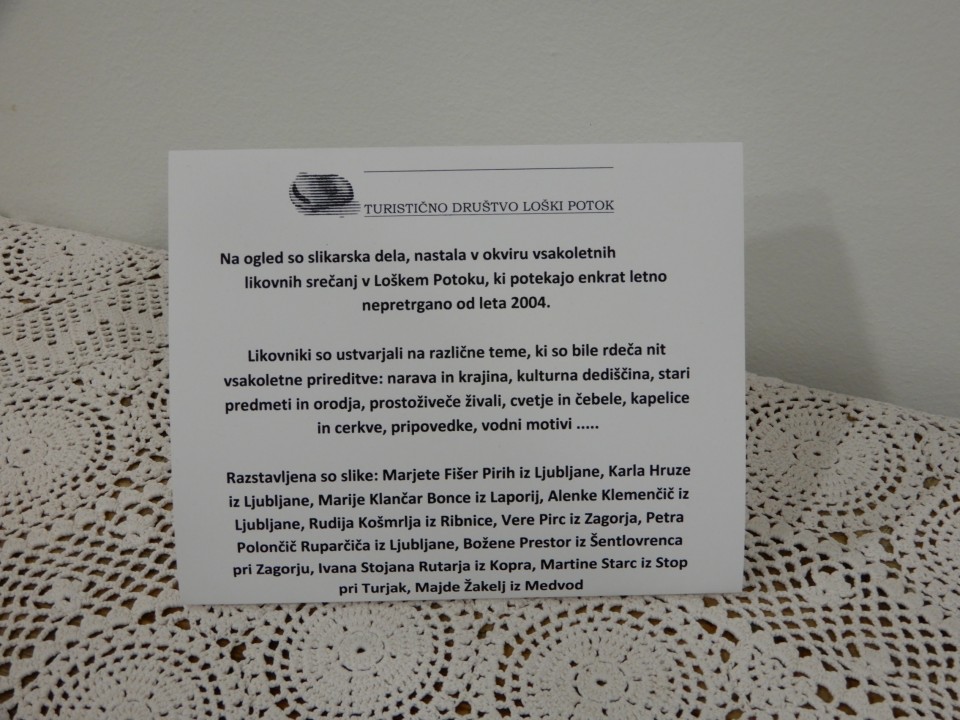 TURISTIČNO DRUŠTVO LOŠKI POTOK
Na ogled so slikarska dela, nastala v okviru vsakoletnih
likovnih srečanj v Loškem Potoku, ki potekajo enkrat letno
nepretrgano od leta 2004.
Likovniki so ustvarjali na različne teme, ki so bile rdeča nit
vsakoletne prireditve: narava in krajina, kulturna dediščina, stari
predmeti in orodja, prostoživeče živali, cvetje in čebele, kapelice
in cerkve, pripovedke, vodni motivi .....
Razstavljena so slike: Marjete Fišer Pirih iz Ljubljane, Karla Hruze
iz Ljubljane, Marije Klančar Bonce iz Laporij, Alenke Klemenčič iz
Ljubljane, Rudija Košmrlja iz Ribnice, Vere Pirc iz Zagorja, Petra
Polončič Ruparčiča iz Ljubljane, Božene Prestor iz Šentlovrenca
pri Zagorju, Ivana Stojana Rutarja iz Kopra, Martine Starc iz Stop
pri Turjak, Majde Žakelj iz Medvod